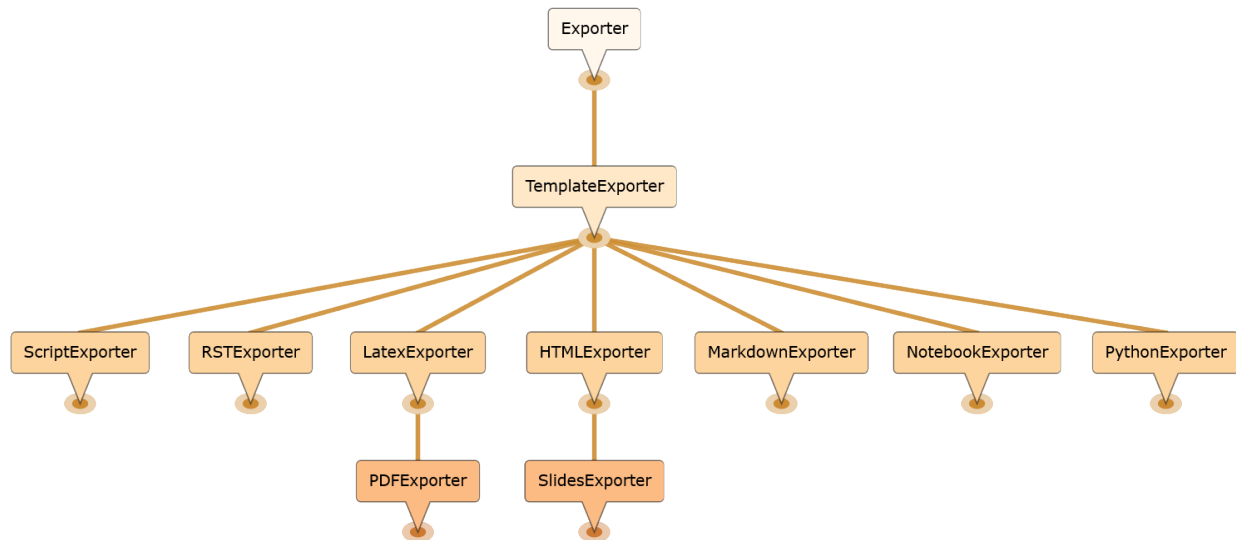 Exporter
TemplateExporter
ScriptExporter
RSTExporter
LatexExporter
HTMLExporter
MarkdownExporter
NotebookExporter
PythonExporter
PDFExporter
SlidesExporter